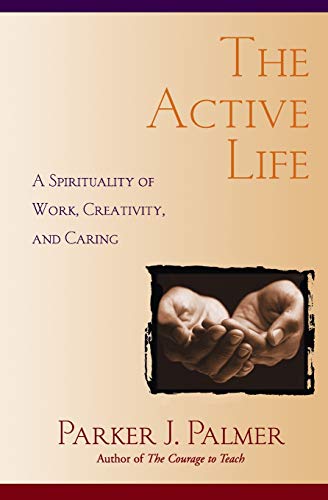 The
Active
Life
A Spirituality of
Work, Creativity,
and Caring
Parker J. Palmer
Author of The Courage to Teach